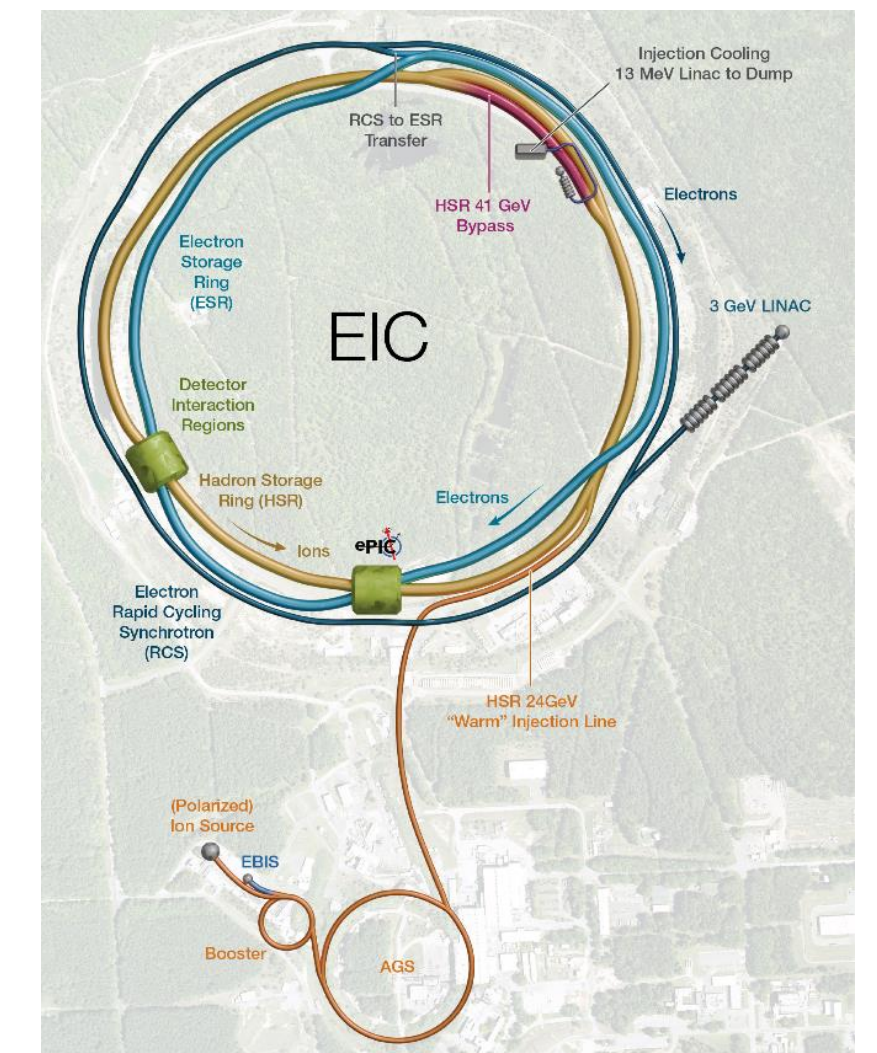 Injection Cooling
13 MeV Linac to Dump
RCS to ESR
Transfer
HSR 41 GeV
Bypass
Electrons
Electron
Storage
Ring
(ESR)
3 GeV LINAC
EIC
Detector
Interaction
Regions
Hadron Storage
Ring (HSR)
Electrons
Ions
ePIC
Electron
Rapid Cycling
Synchrotron
(RCS)
HSR 24GeV
“Warm” Injection Line
(Polarized)
Ion Source
EBIS
Booster
AGS